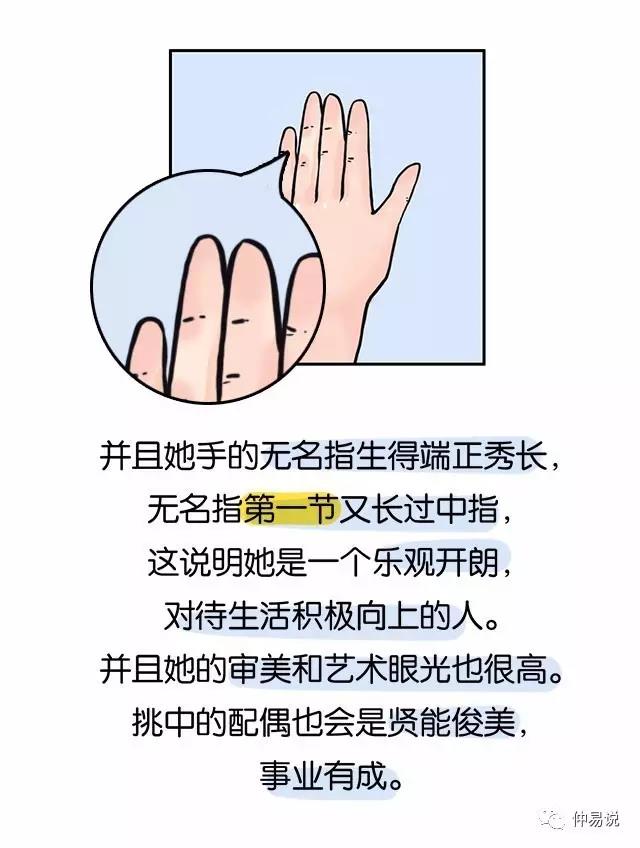 并且她手的无名指生得端正秀长，
无名指第一节又长过中指，
这说明她是一个乐观开朗，
对待生活积极向上的人。
并且她的审美和艺术眼光也很高。
挑中的配偶也会是贤能俊美，
事业有成。
仲易说